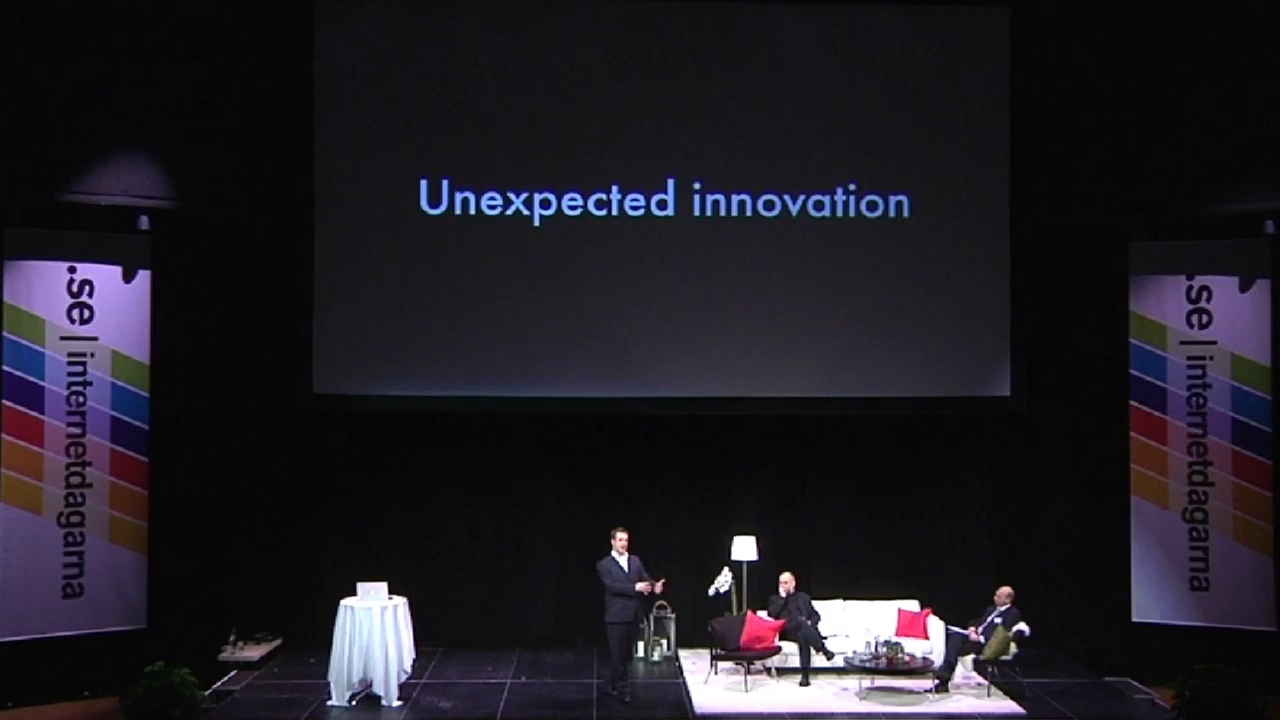 Unexpected innovation
.se | internetdagarna
.se | internetdagarna